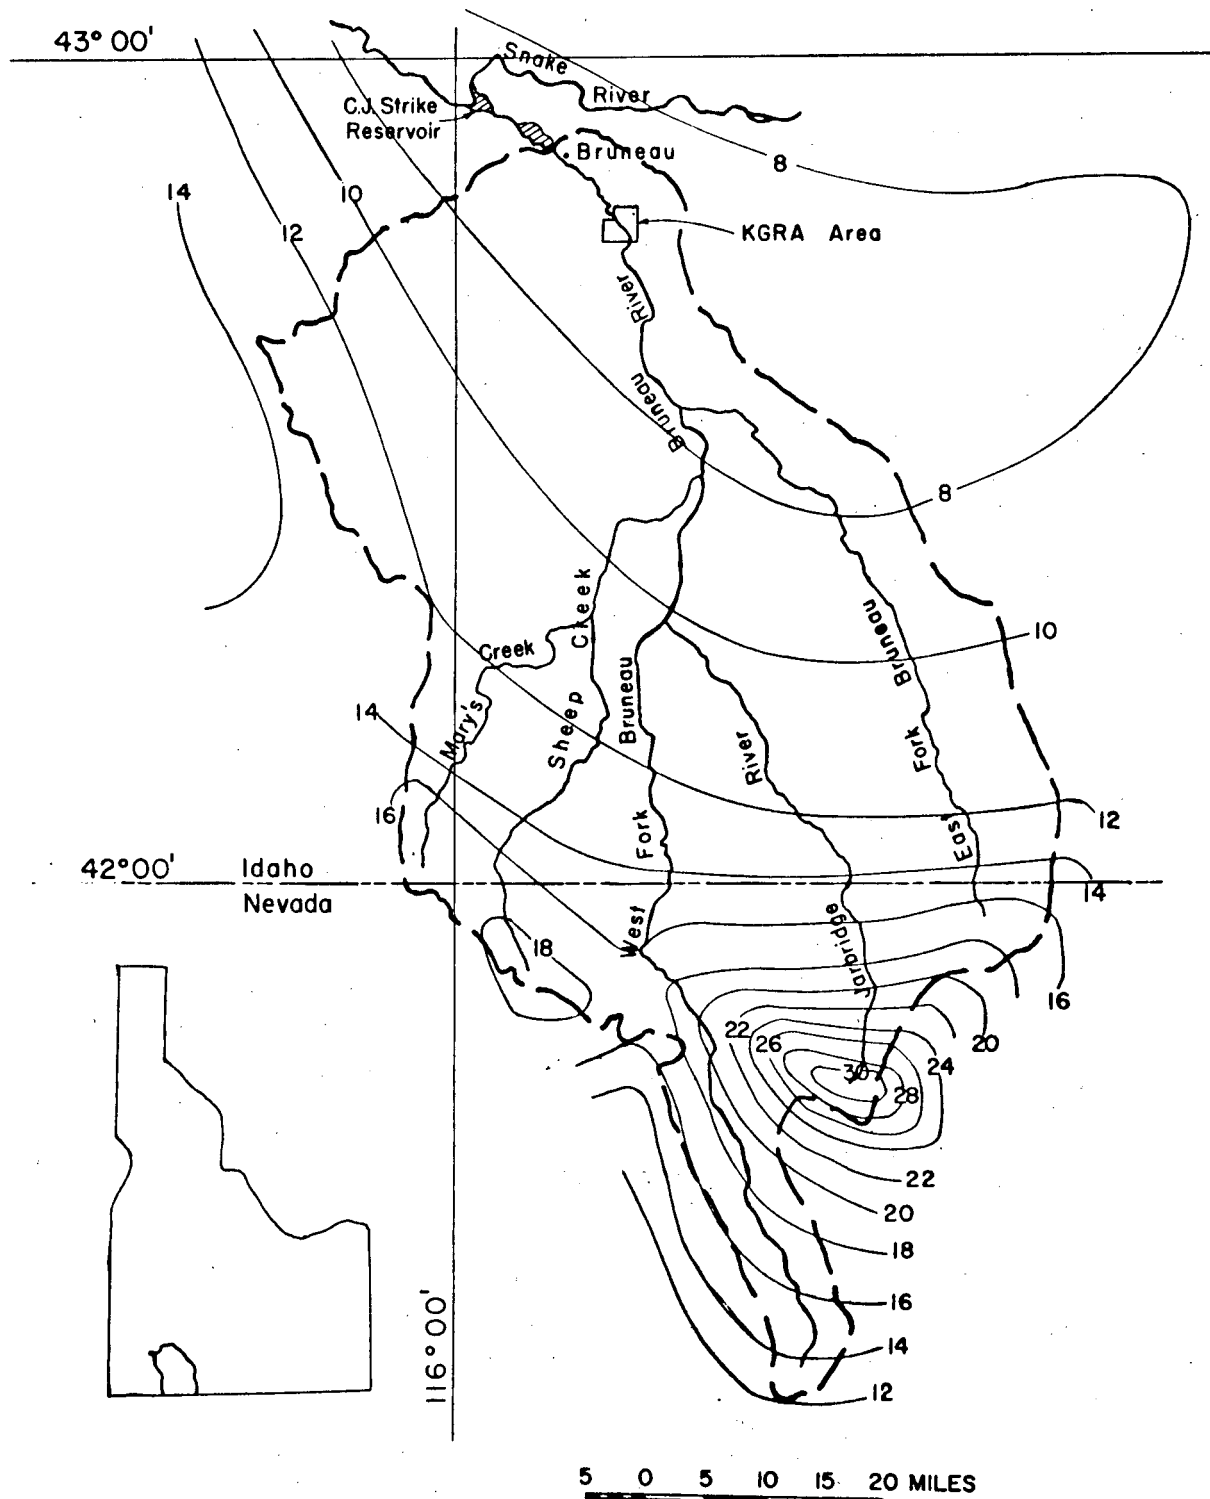 43°00'
Snake
River
C.J. Strike
Reservoir
Bruneau
8
14
10
12
KGRA Area
River
Bruneau
8
Creek
Sheep
Creek
Mary's
Bruneau
Fork
West
River
Jarbridge
Bruneau
Fork
East
10
14
16
12
42°00'
Idaho
Nevada
14
18
16
20
22
26
24
30
28
22
20
18
16
14
12
116°00'
5 0 5 10 15 20 MILES